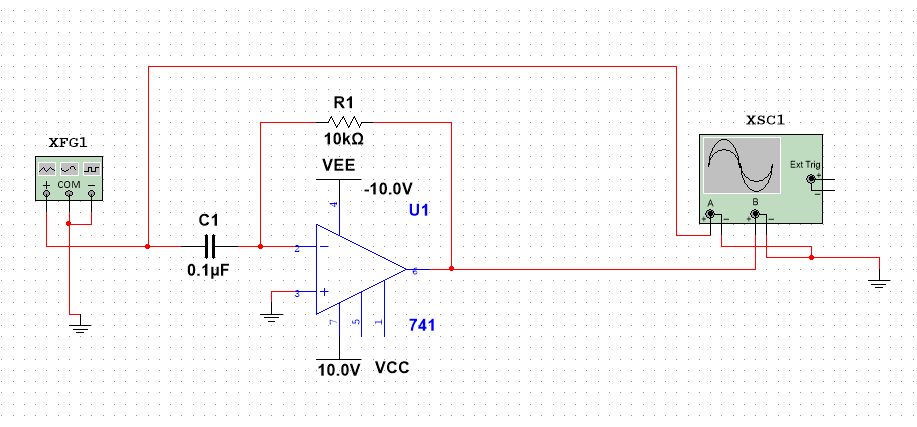 R1
10kΩ
XFG1
+ COM −
VEE
-10.0V
4
U1
C1
0.1µF
2
−
3
+
6
7
5
1
741
10.0V
VCC
XSC1
Ext Trig
+
−
A
B
+ − + −